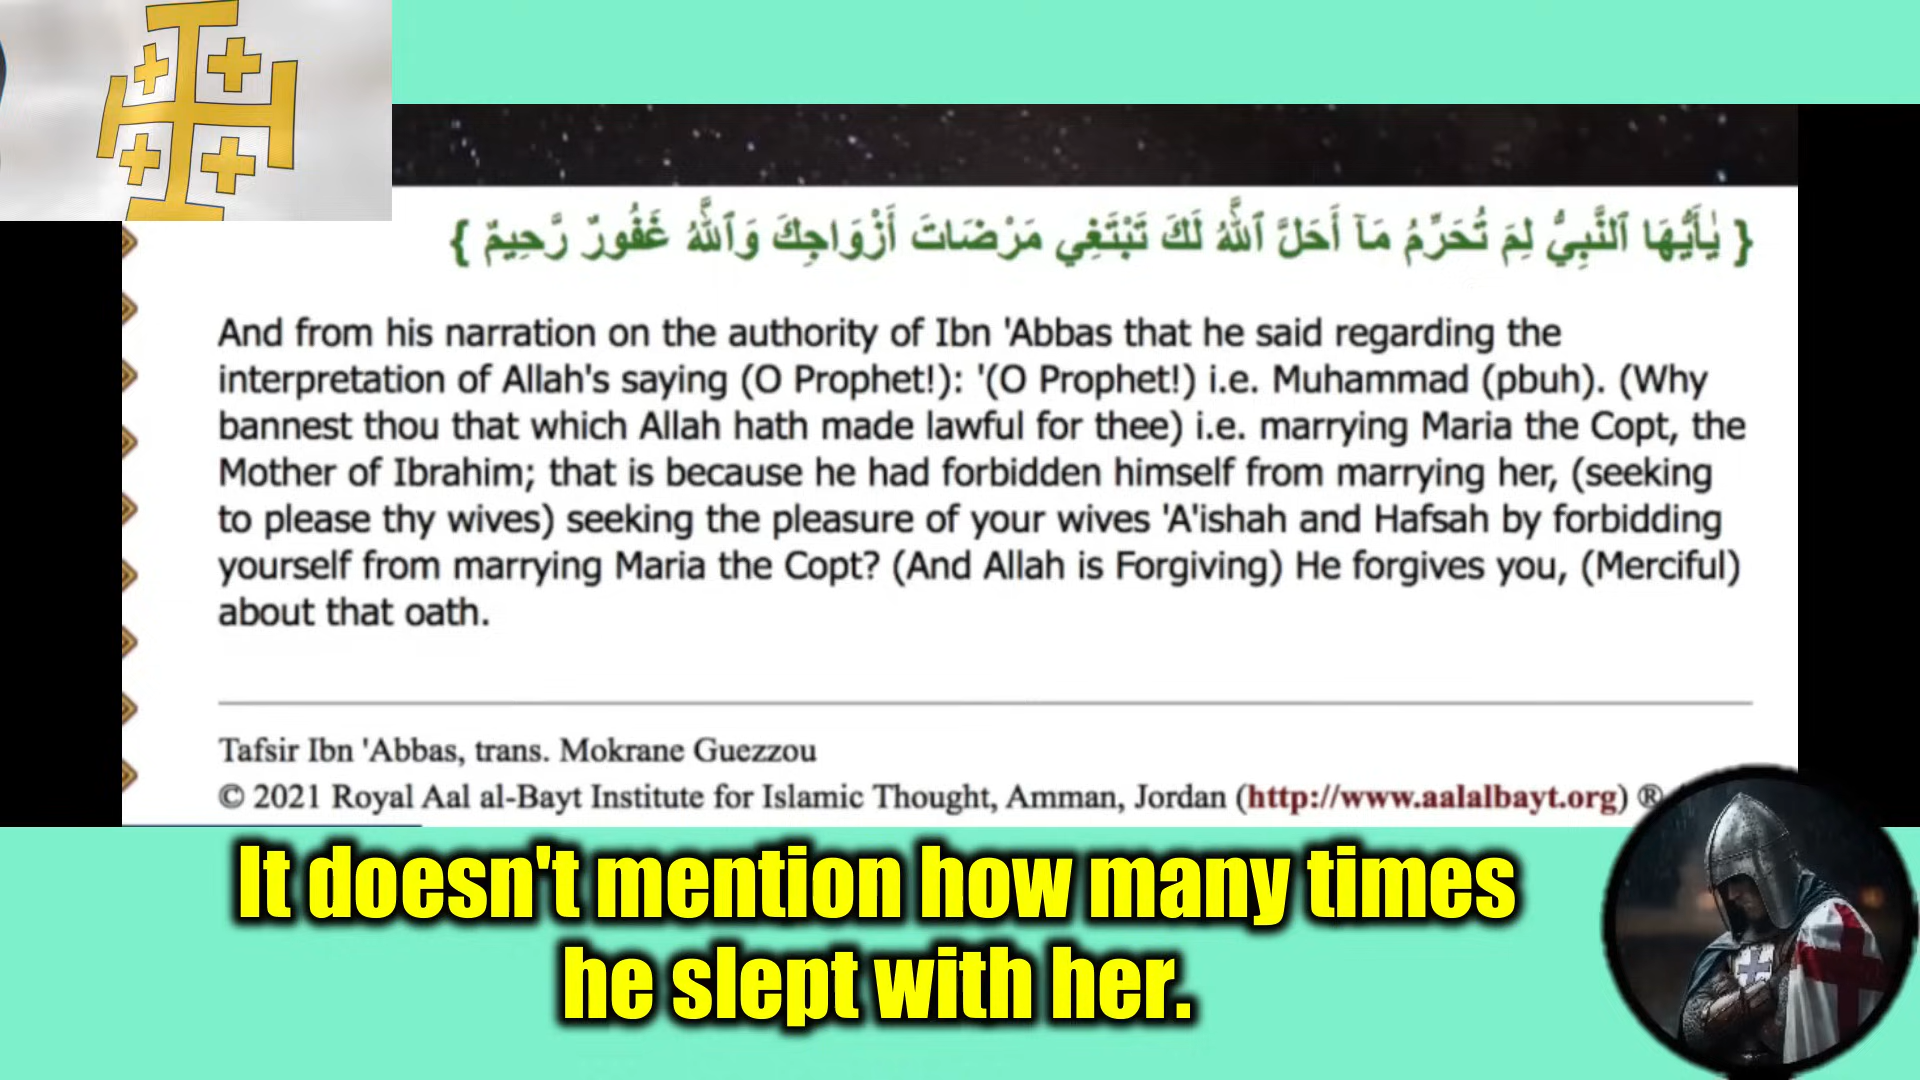 { يٰأَيُّهَا ٱلنَّبِيُّ لِمَ تُحَرِّمُ مَآ أَحَلَّ ٱللَّهُ لَكَ تَبْتَغِي مَرْضَاتَ أَزْوَاجِكَ وَٱللَّهُ غَفُورٌ رَّحِيمٌ }
And from his narration on the authority of Ibn 'Abbas that he said regarding the
interpretation of Allah's saying (O Prophet!): '(O Prophet!) i.e. Muhammad (pbuh). (Why
bannest thou that which Allah hath made lawful for thee) i.e. marrying Maria the Copt, the
Mother of Ibrahim; that is because he had forbidden himself from marrying her, (seeking
to please thy wives) seeking the pleasure of your wives 'A'ishah and Hafsah by forbidding
yourself from marrying Maria the Copt? (And Allah is Forgiving) He forgives you, (Merciful)
about that oath.
Tafsir Ibn 'Abbas, trans. Mokrane Guezzou
© 2021 Royal Aal al-Bayt Institute for Islamic Thought, Amman, Jordan (http://www.aalalbayt.org) ®
It doesn't mention how many times
he slept with her.